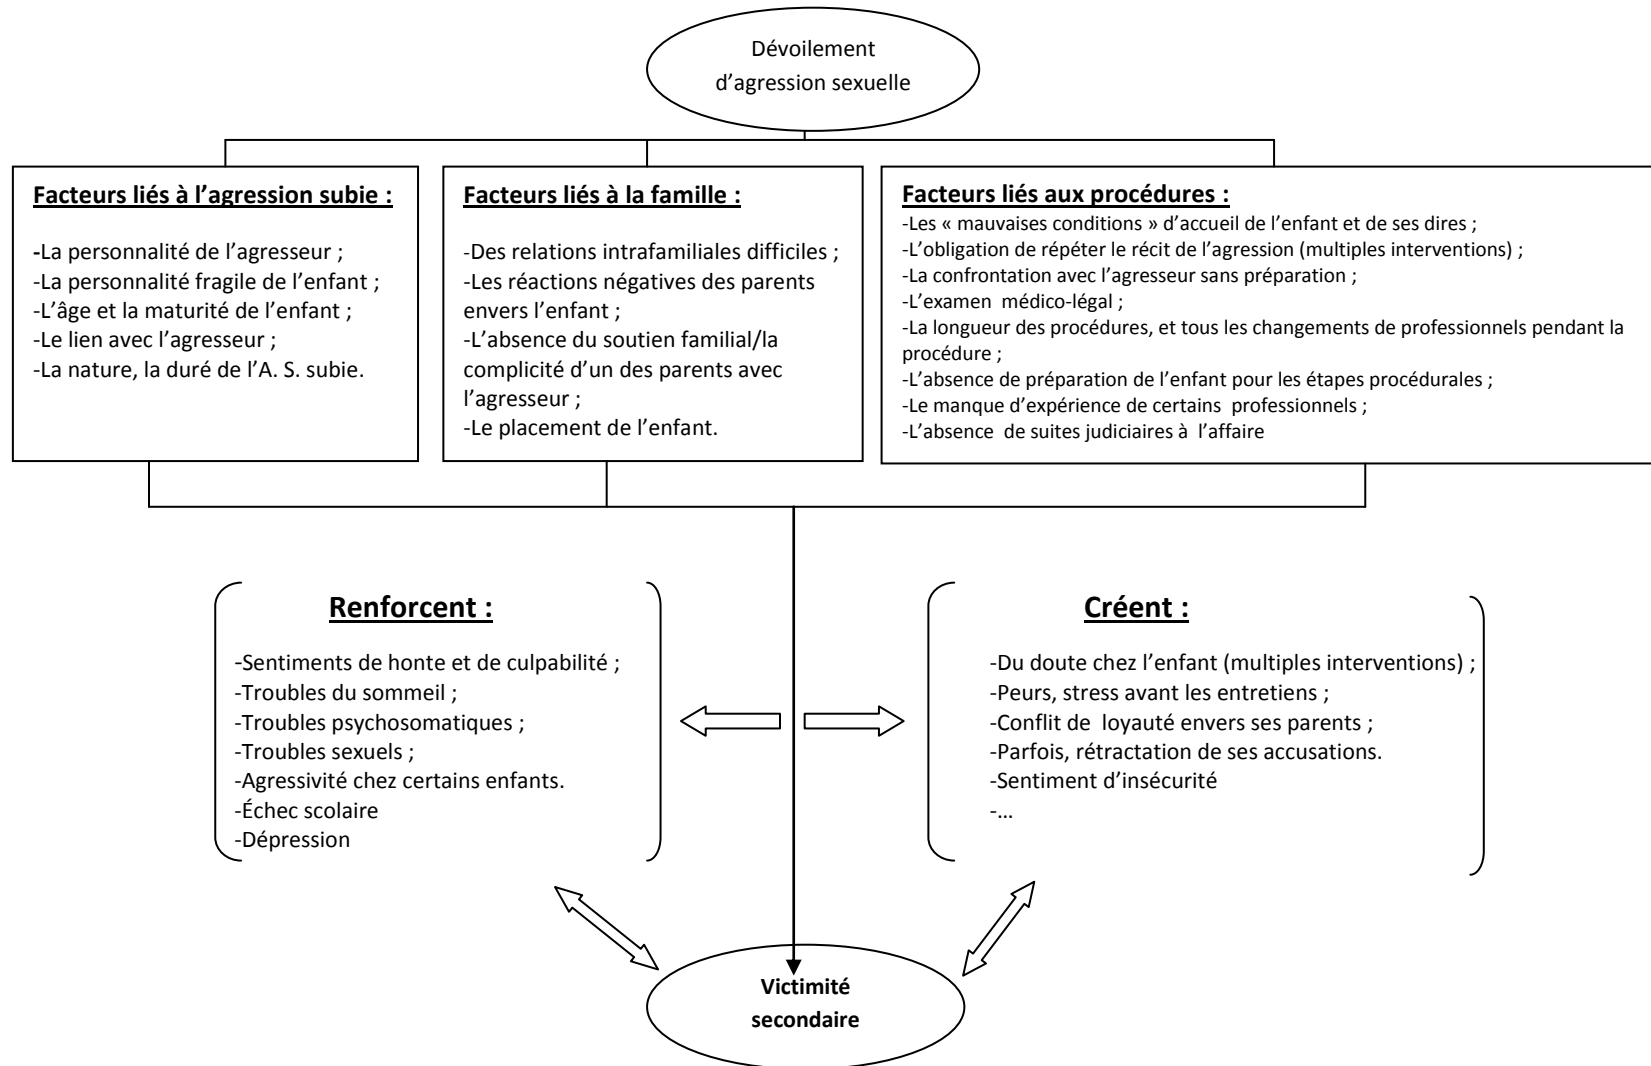 Dévoilement
d’agression sexuelle
Facteurs liés à l’agression subie :
-La personnalité de l’agresseur ;
-La personnalité fragile de l’enfant ;
-L’âge et la maturité de l’enfant ;
-Le lien avec l’agresseur ;
-La nature, la duré de l’A. S. subie.
Facteurs liés à la famille :
-Des relations intrafamiliales difficiles ;
-Les réactions négatives des parents
envers l’enfant ;
-L’absence du soutien familial/la
complicité d’un des parents avec
l’agresseur ;
-Le placement de l’enfant.
Facteurs liés aux procédures :
-Les « mauvaises conditions » d’accueil de l’enfant et de ses dires ;
-L’obligation de répéter le récit de l’agression (multiples interventions) ;
-La confrontation avec l’agresseur sans préparation ;
-L’examen médico-légal ;
-La longueur des procédures, et tous les changements de professionnels pendant la
procédure ;
-L’absence de préparation de l’enfant pour les étapes procédurales ;
-Le manque d’expérience de certains professionnels ;
-L’absence de suites judiciaires à l’affaire
Renforcent :
-Sentiments de honte et de culpabilité ;
-Troubles du sommeil ;
-Troubles psychosomatiques ;
-Troubles sexuels ;
-Agressivité chez certains enfants.
-Échec scolaire
-Dépression
Créent :
-Du doute chez l’enfant (multiples interventions) ;
-Peurs, stress avant les entretiens ;
-Conflit de loyauté envers ses parents ;
-Parfois, rétractation de ses accusations.
-Sentiment d’insécurité
-…
Victimité
secondaire